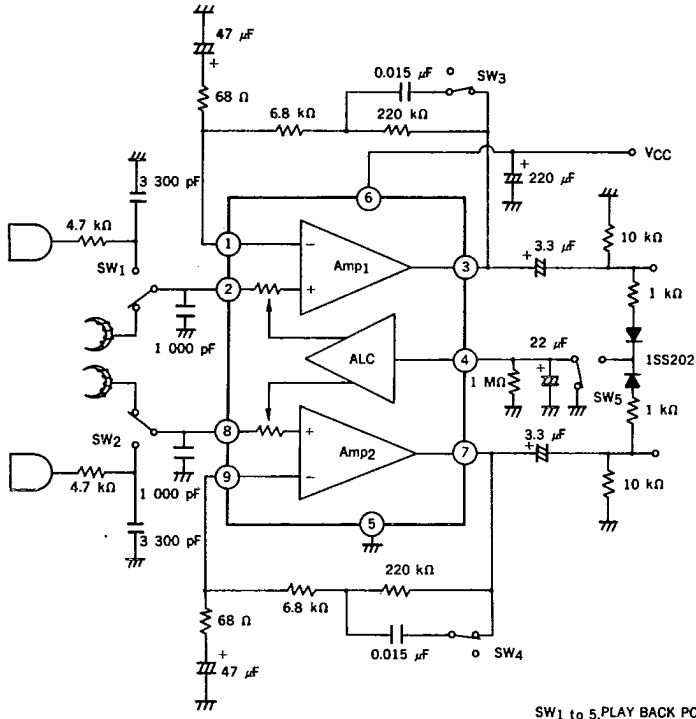 47 μF
+
68 Ω
0.015 μF
SW3
6.8 kΩ
220 kΩ
VCC
+
220 μF
3 300 pF
4.7 kΩ
SW1
6
1
2
−
+
Amp1
3
3.3 μF
+
10 kΩ
1 kΩ
1 000 pF
ALC
4
22 μF
+
1 MΩ
SW5
1SS202
1 kΩ
SW2
8
9
+
−
Amp2
7
3.3 μF
+
10 kΩ
4.7 kΩ
1 000 pF
3 300 pF
5
220 kΩ
6.8 kΩ
68 Ω
0.015 μF
SW4
+
47 μF
SW1 to 5.PLAY BACK PO